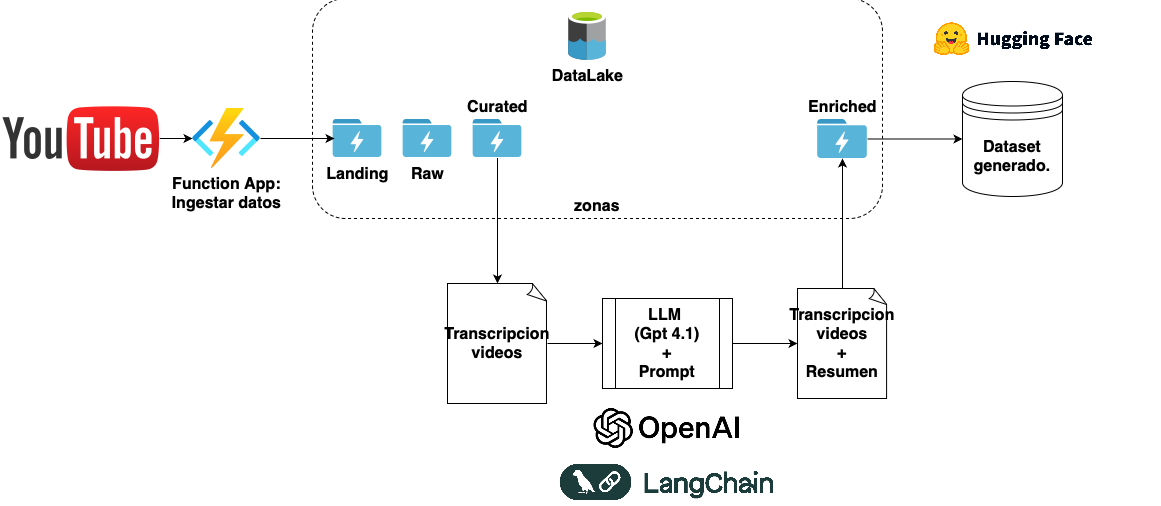 YouTube
Function App:
Ingestar datos
DataLake
Landing
Raw
Curated
Enriched
zonas
Hugging Face
Dataset
generado.
Transcripcion
videos
LLM
(Gpt 4.1)
+
Prompt
Transcripcion
videos
+
Resumen
OpenAI
LangChain